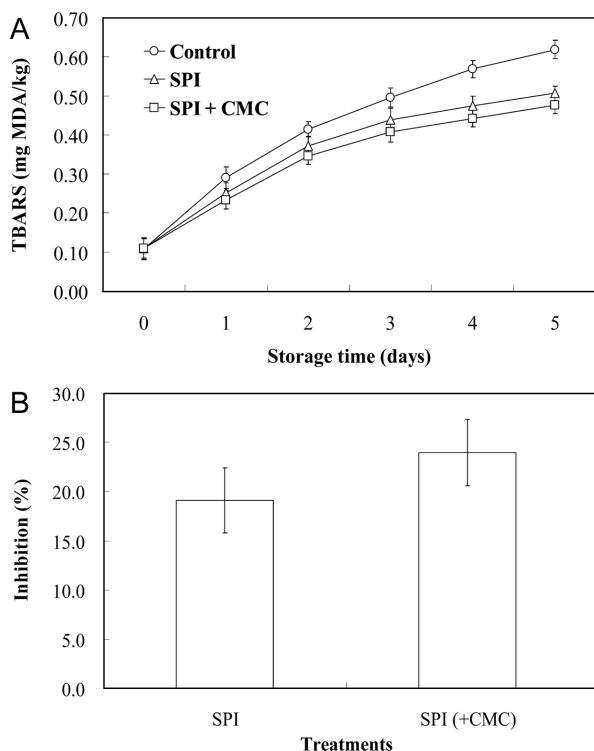 A
Control
SPI
SPI + CMC
TBARS (mg MDA/kg)
0.70
0.60
0.50
0.40
0.30
0.20
0.10
0.00
0 1 2 3 4 5
Storage time (days)
B
Inhibition (%)
30.0
25.0
20.0
15.0
10.0
5.0
0.0
SPI SPI (+CMC)
Treatments